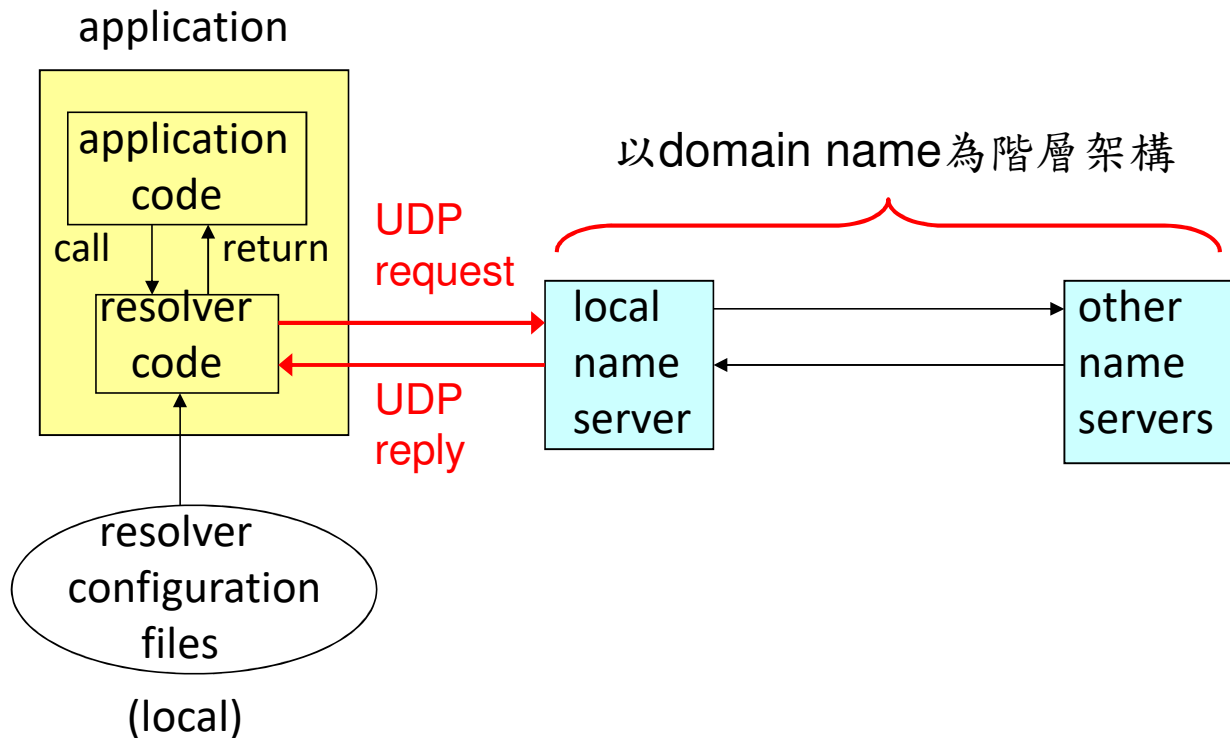 application
application
code
call
return
resolver
code
UDP
request
UDP
reply
以domain name為階層架構
local
name
server
other
name
servers
resolver
configuration
files
(local)